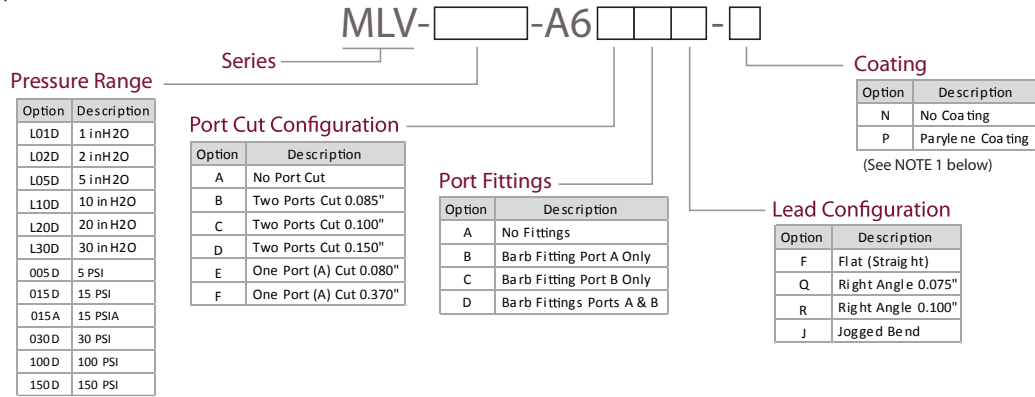 MLV- -A6 -
Series
Pressure Range
Option Description
L01D 1 inH2O
L02D 2 inH2O
L05D 5 inH2O
L10D 10 inH2O
L20D 20 inH2O
L30D 30 inH2O
005D 5 PSI
015D 15 PSI
015A 15 PSIA
030D 30 PSI
100D 100 PSI
150D 150 PSI
Port Cut Configuration
Option Description
A No Port Cut
B Two Ports Cut 0.085"
C Two Ports Cut 0.100"
D Two Ports Cut 0.150"
E One Port (A) Cut 0.080"
F One Port (A) Cut 0.370"
Port Fittings
Option Description
A No Fittings
B Barb Fitting Port A Only
C Barb Fitting Port B Only
D Barb Fittings Ports A & B
Coating
Option Description
N No Coating
P Parylene Coating
(See NOTE 1 below)
Lead Configuration
Option Description
F Flat (Straight)
Q Right Angle 0.075"
R Right Angle 0.100"
J Jogged Bend